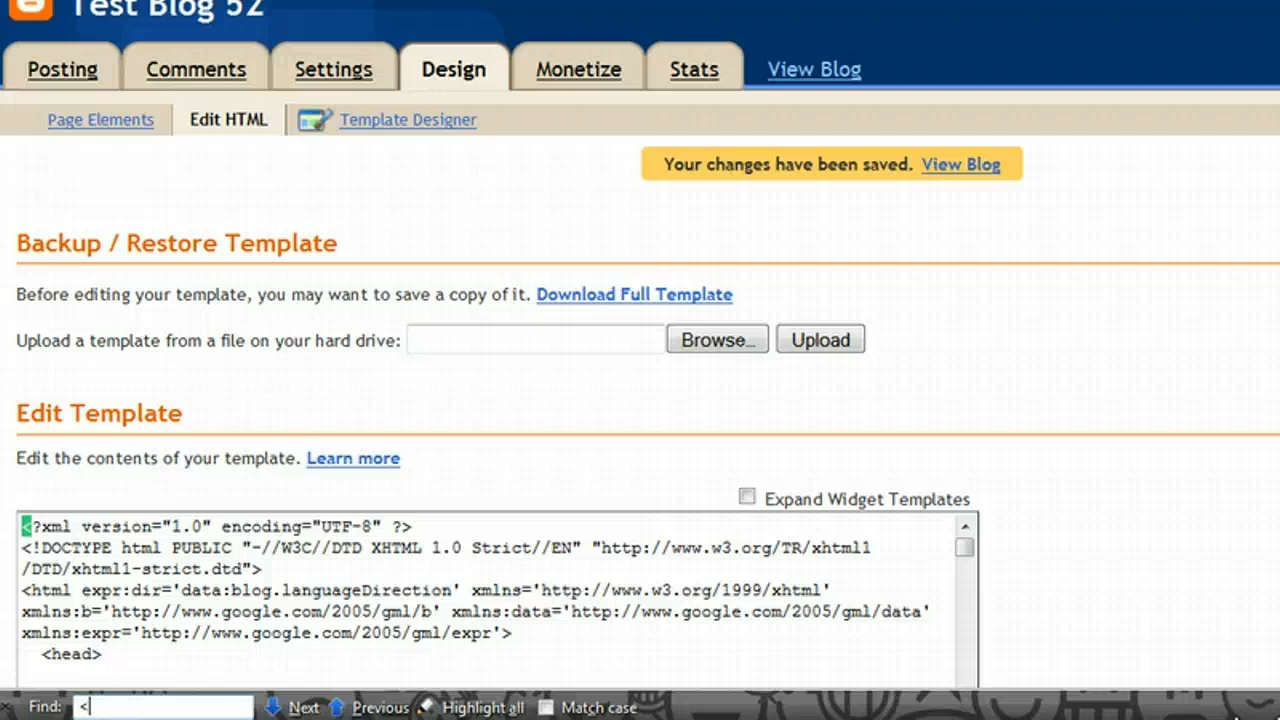 Test Blog 52
Posting Comments Settings Design Monetize Stats View Blog
Page Elements Edit HTML Template Designer
Your changes have been saved. View Blog
Backup / Restore Template
Before editing your template, you may want to save a copy of it. Download Full Template
Upload a template from a file on your hard drive: Browse... Upload
Edit Template
Edit the contents of your template. Learn more
Expand Widget Templates
<?xml version="1.0" encoding="UTF-8" ?>
<!DOCTYPE html PUBLIC "-//W3C//DTD XHTML 1.0 Strict//EN" "http://www.w3.org/TR/xhtml1
/DTD/xhtml1-strict.dtd">
<html expr:dir='data:blog.languageDirection' xmlns='http://www.w3.org/1999/xhtml'
xmlns:b='http://www.google.com/2005/gml/b' xmlns:data='http://www.google.com/2005/gml/data'
xmlns:expr='http://www.google.com/2005/gml/expr'>
<head>
Find: < Next Previous Highlight all Match case